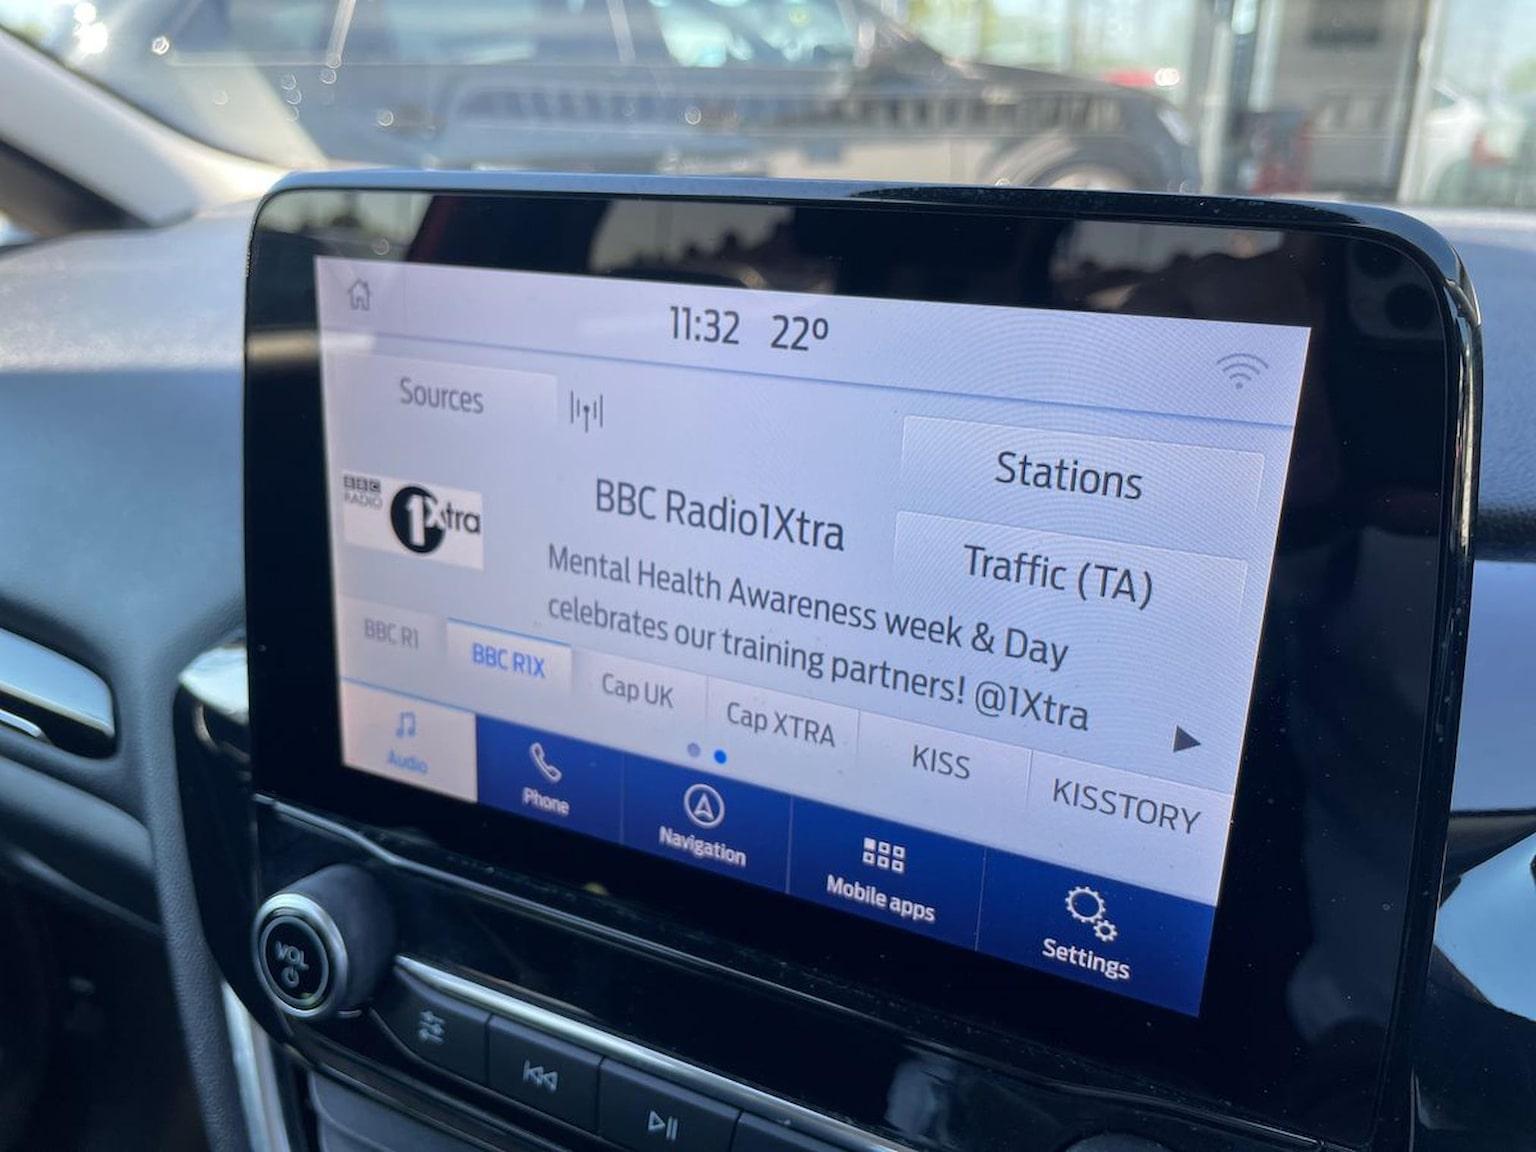 11:32 22º
Sources
Stations
BBC
RADIO
1Xtra
BBC Radio1Xtra
Traffic (TA)
Mental Health Awareness week & Day
celebrates our training partners! @1Xtra
BBC R1
BBC R1X
Cap UK
Cap XTRA
KISS
KISSTORY
Audio
Phone
Navigation
Mobile apps
Settings
VOL